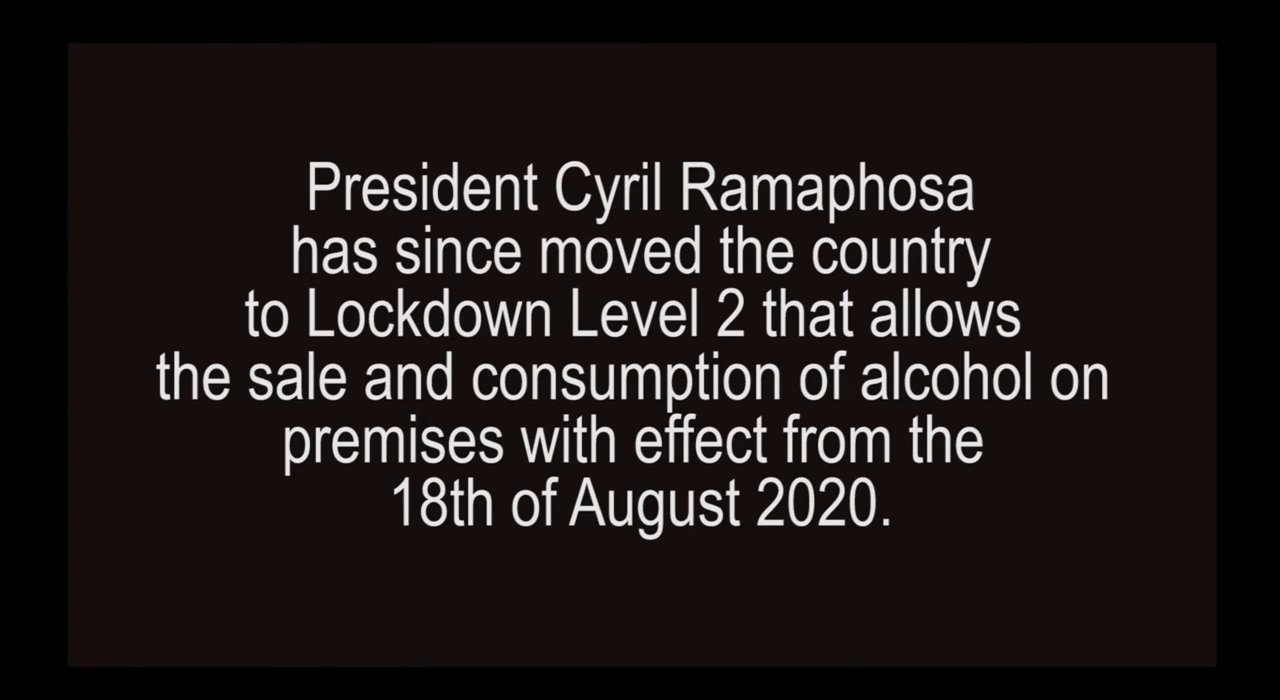 President Cyril Ramaphosa
has since moved the country
to Lockdown Level 2 that allows
the sale and consumption of alcohol on
premises with effect from the
18th of August 2020.